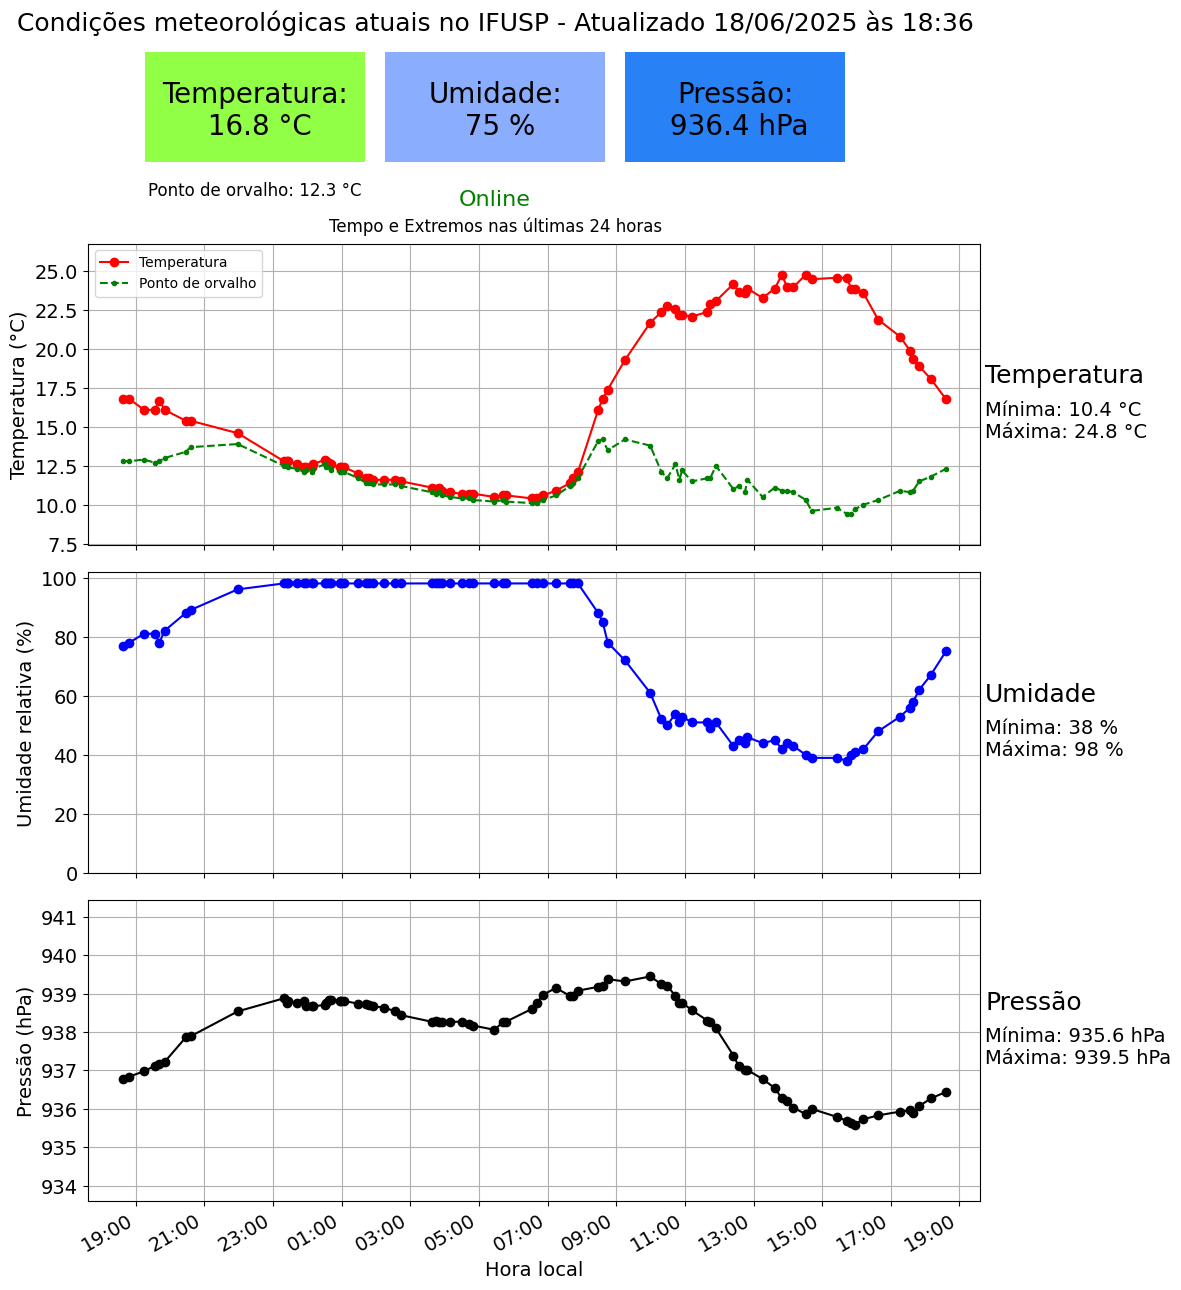 Condições meteorológicas atuais no IFUSP - Atualizado 18/06/2025 às 18:36
Temperatura:
16.8 °C
Umidade:
75 %
Pressão:
936.4 hPa
Ponto de orvalho: 12.3 °C
Online
Tempo e Extremos nas últimas 24 horas
Temperatura
Ponto de orvalho
Temperatura (°C)
25.0
22.5
20.0
17.5
15.0
12.5
10.0
7.5
Temperatura
Mínima: 10.4 °C
Máxima: 24.8 °C
Umidade relativa (%)
100
80
60
40
20
0
Umidade
Mínima: 38 %
Máxima: 98 %
Pressão (hPa)
941
940
939
938
937
936
935
934
Pressão
Mínima: 935.6 hPa
Máxima: 939.5 hPa
19:00
21:00
23:00
01:00
03:00
05:00
07:00
09:00
11:00
13:00
15:00
17:00
19:00
Hora local